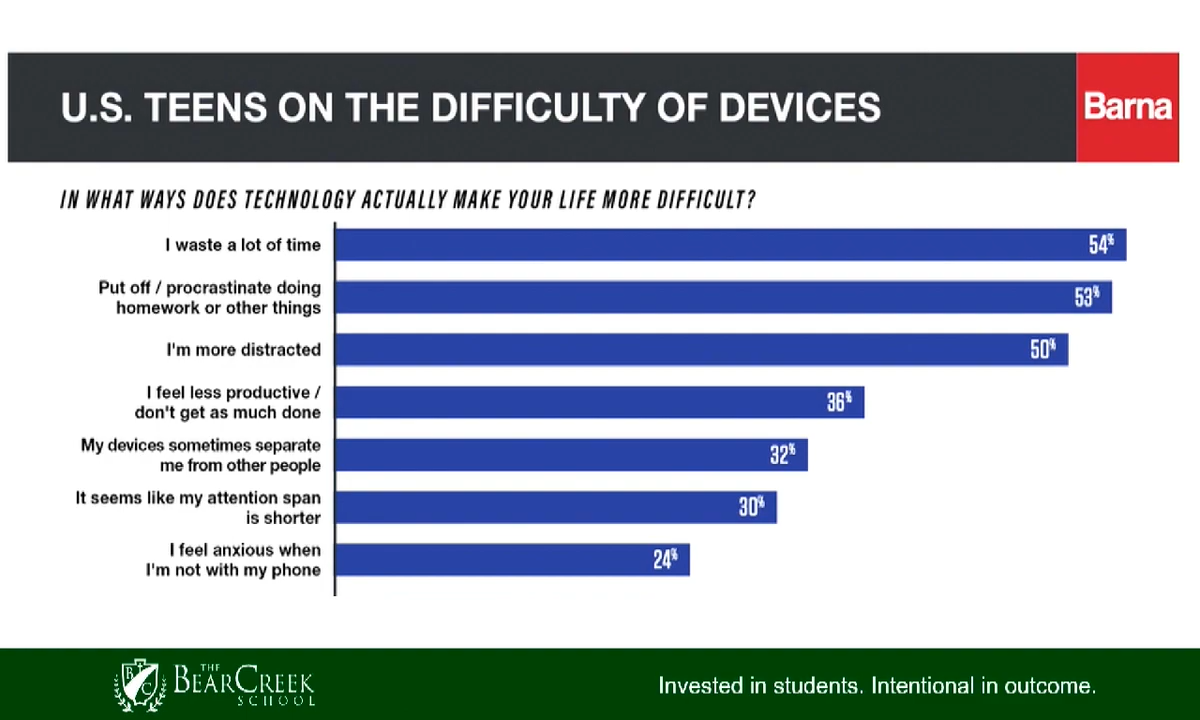 U.S. TEENS ON THE DIFFICULTY OF DEVICES
Barna
IN WHAT WAYS DOES TECHNOLOGY ACTUALLY MAKE YOUR LIFE MORE DIFFICULT?
I waste a lot of time
54%
Put off / procrastinate doing
homework or other things
53%
I'm more distracted
50%
I feel less productive /
don't get as much done
36%
My devices sometimes separate
me from other people
32%
It seems like my attention span
is shorter
30%
I feel anxious when
I'm not with my phone
24%
B C
THE
BEARCREEK
SCHOOL
Invested in students. Intentional in outcome.